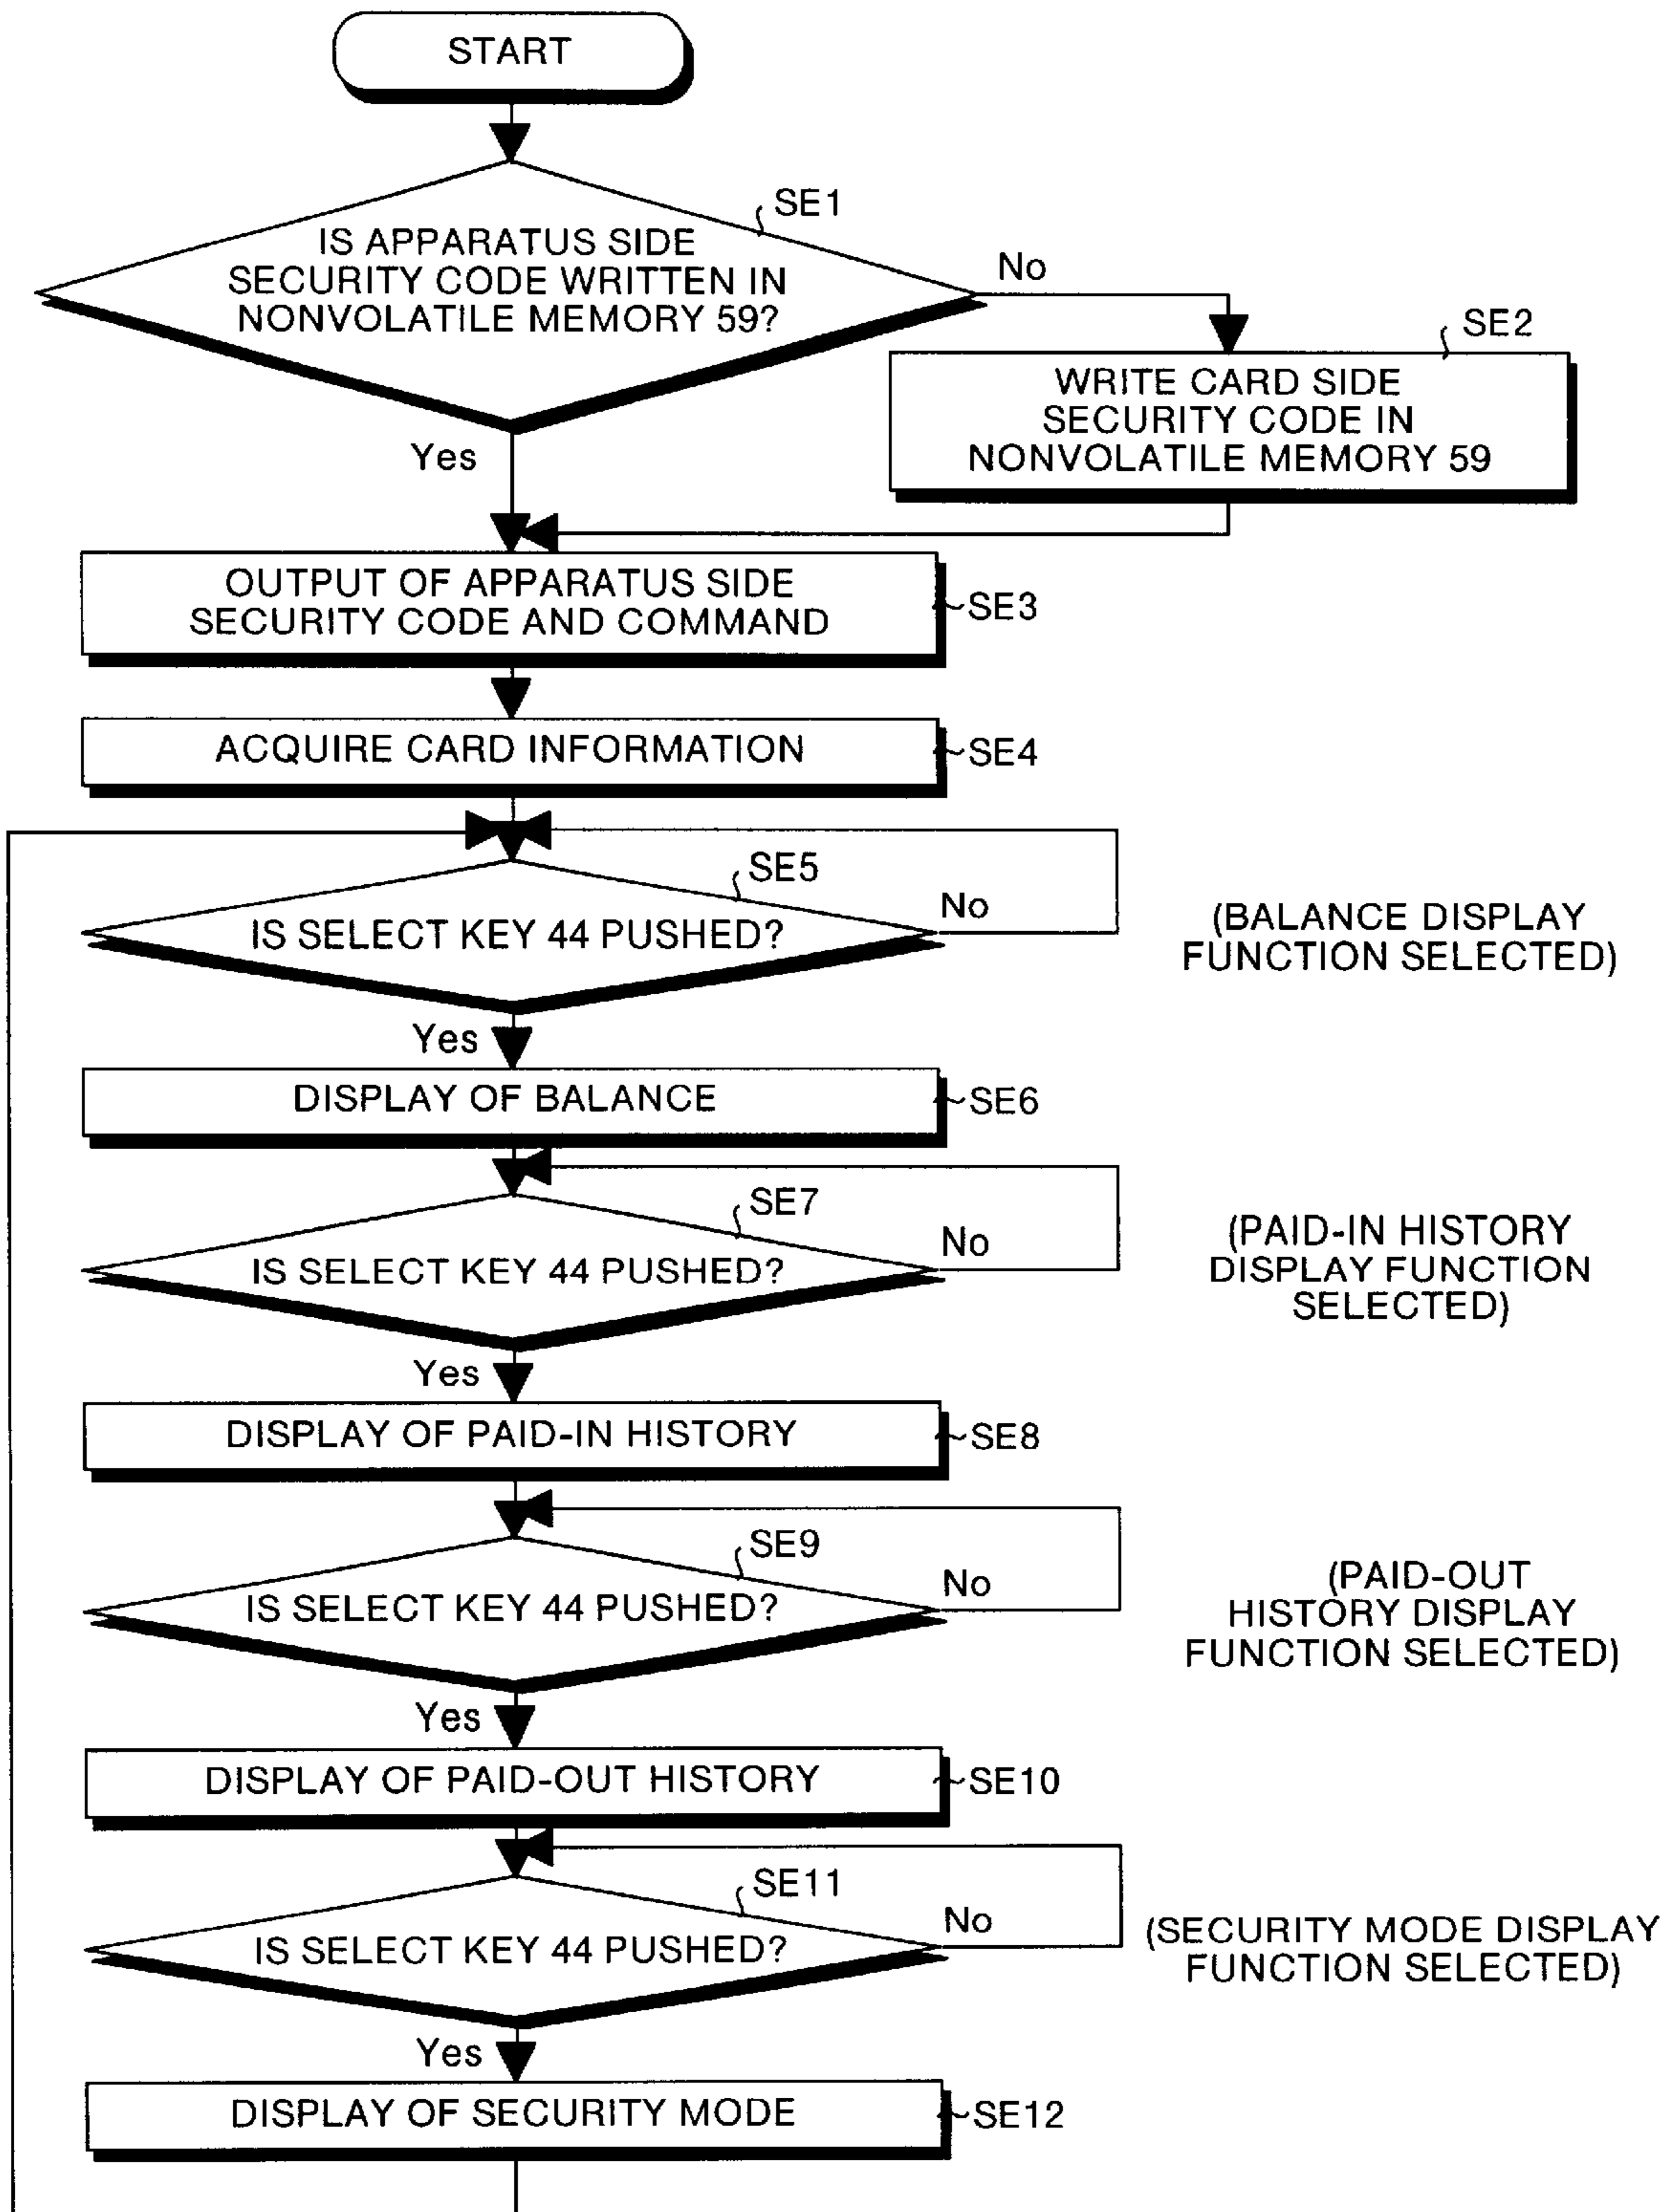 START
SE1
IS APPARATUS SIDE
SECURITY CODE WRITTEN IN
NONVOLATILE MEMORY 59?
No
SE2
WRITE CARD SIDE
SECURITY CODE IN
NONVOLATILE MEMORY 59
Yes
OUTPUT OF APPARATUS SIDE
SECURITY CODE AND COMMAND
SE3
ACQUIRE CARD INFORMATION
SE4
SE5
IS SELECT KEY 44 PUSHED?
No
(BALANCE DISPLAY
FUNCTION SELECTED)
Yes
DISPLAY OF BALANCE
SE6
SE7
IS SELECT KEY 44 PUSHED?
No
(PAID-IN HISTORY
DISPLAY FUNCTION
SELECTED)
Yes
DISPLAY OF PAID-IN HISTORY
SE8
SE9
IS SELECT KEY 44 PUSHED?
No
(PAID-OUT
HISTORY DISPLAY
FUNCTION SELECTED)
Yes
DISPLAY OF PAID-OUT HISTORY
SE10
SE11
IS SELECT KEY 44 PUSHED?
No
(SECURITY MODE DISPLAY
FUNCTION SELECTED)
Yes
DISPLAY OF SECURITY MODE
SE12